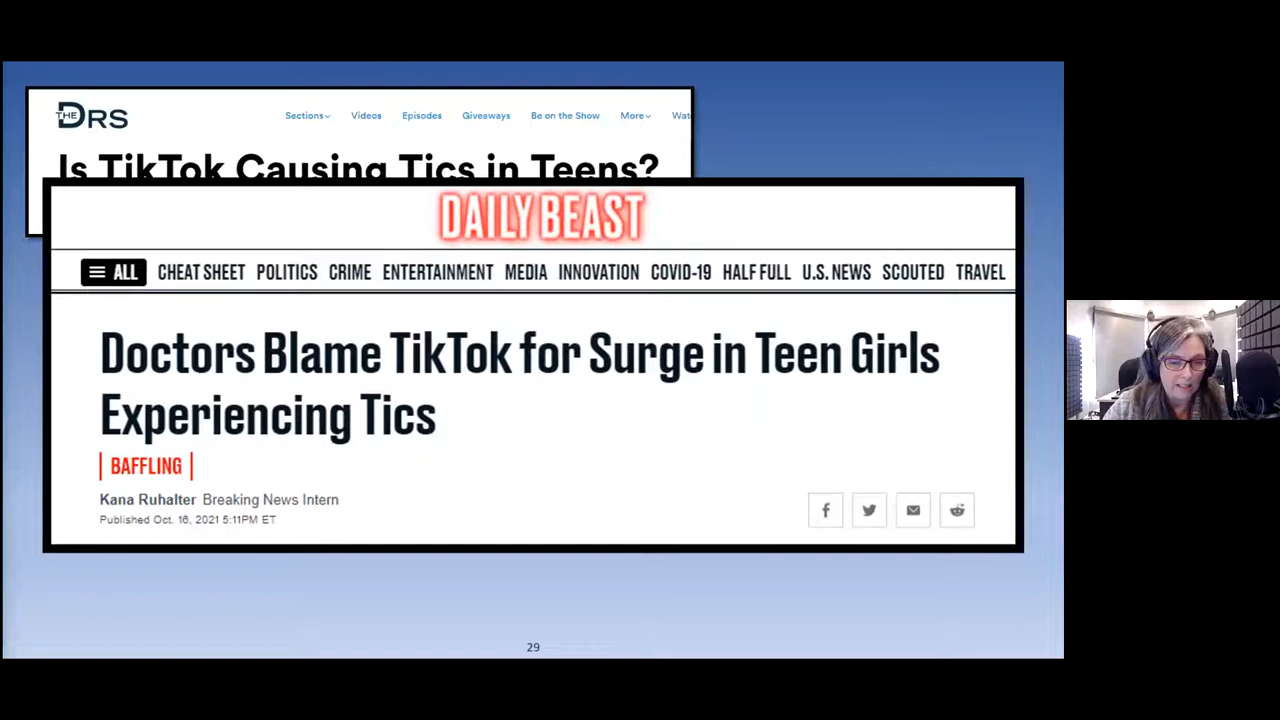 THE DRS
Sections Videos Episodes Giveaways Be on the Show More Wat
Is TikTok Causing Tics in Teens?
DAILY BEAST
ALL CHEAT SHEET POLITICS CRIME ENTERTAINMENT MEDIA INNOVATION COVID-19 HALF FULL U.S. NEWS SCOUTED TRAVEL
Doctors Blame TikTok for Surge in Teen Girls
Experiencing Tics
BAFFLING
Kana Ruhalter Breaking News Intern
Published Oct. 16, 2021 5:11PM ET
29